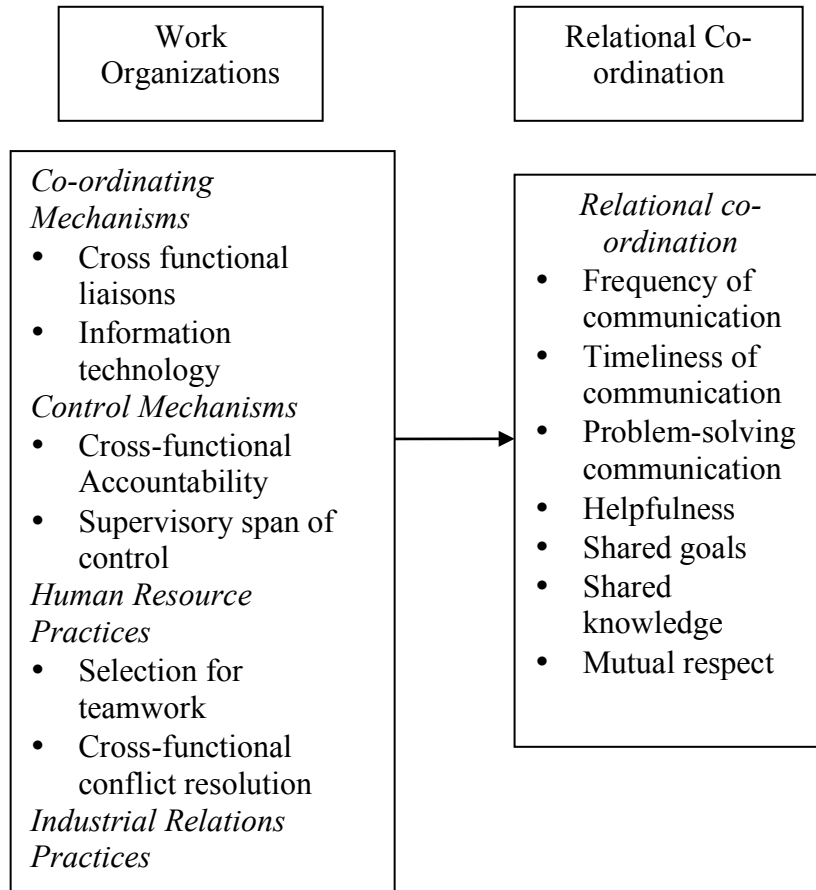 Work
Organizations
Relational Co-
ordination
Co-ordinating
Mechanisms
• Cross functional
liaisons
• Information
technology
Control Mechanisms
• Cross-functional
Accountability
• Supervisory span of
control
Human Resource
Practices
• Selection for
teamwork
• Cross-functional
conflict resolution
Industrial Relations
Practices
Relational co-
ordination
• Frequency of
communication
• Timeliness of
communication
• Problem-solving
communication
• Helpfulness
• Shared goals
• Shared
knowledge
• Mutual respect